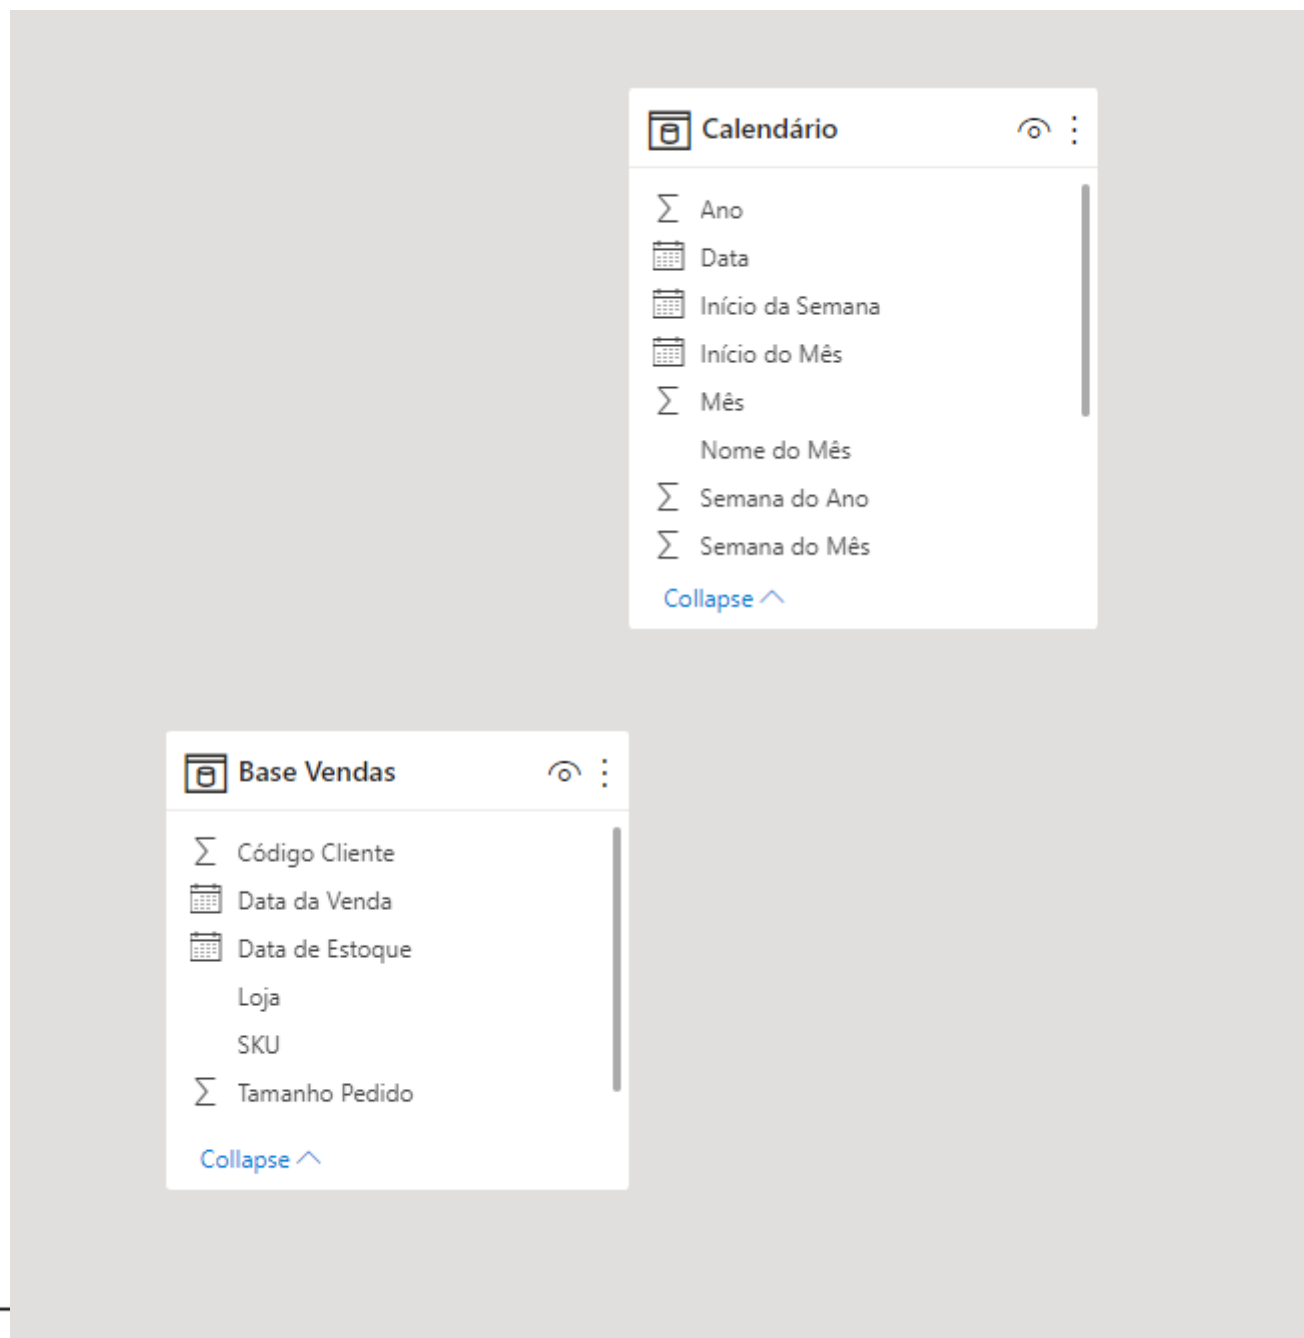 Calendário
Ano
Data
Início da Semana
Início do Mês
Mês
Nome do Mês
Semana do Ano
Semana do Mês
Collapse
Base Vendas
Código Cliente
Data da Venda
Data de Estoque
Loja
SKU
Tamanho Pedido
Collapse